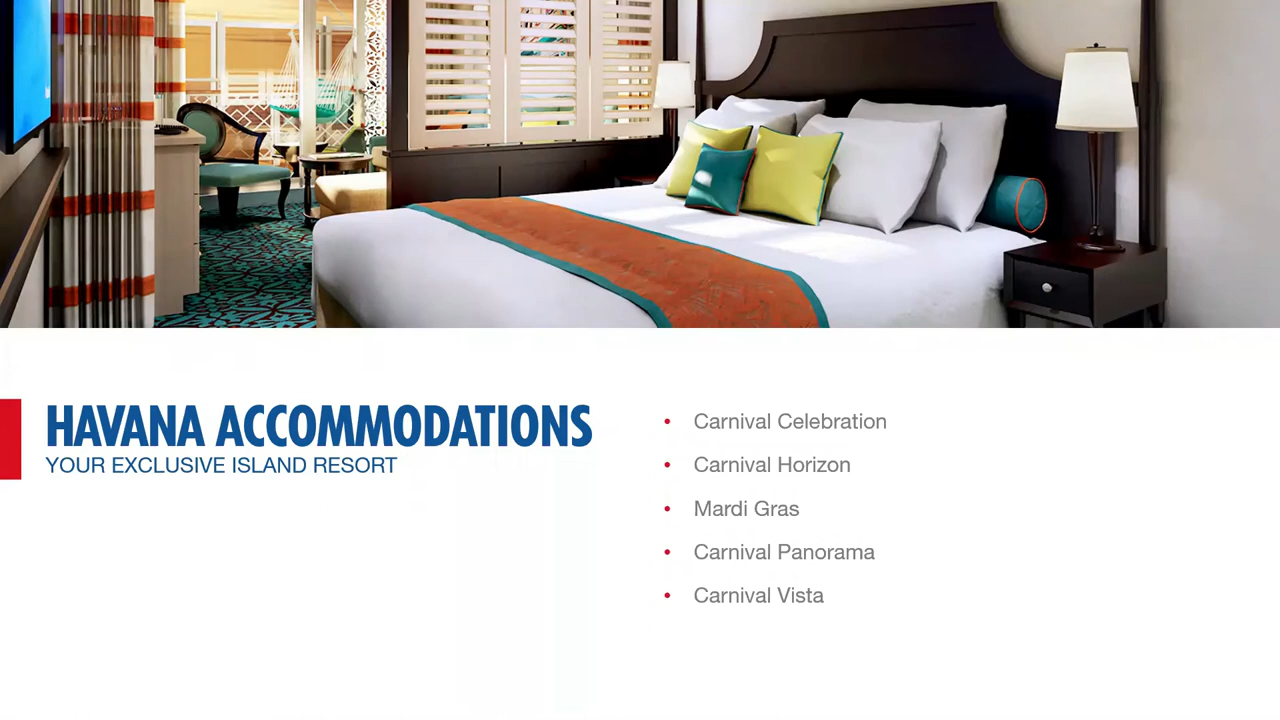 HAVANA ACCOMMODATIONS
YOUR EXCLUSIVE ISLAND RESORT
• Carnival Celebration
• Carnival Horizon
• Mardi Gras
• Carnival Panorama
• Carnival Vista